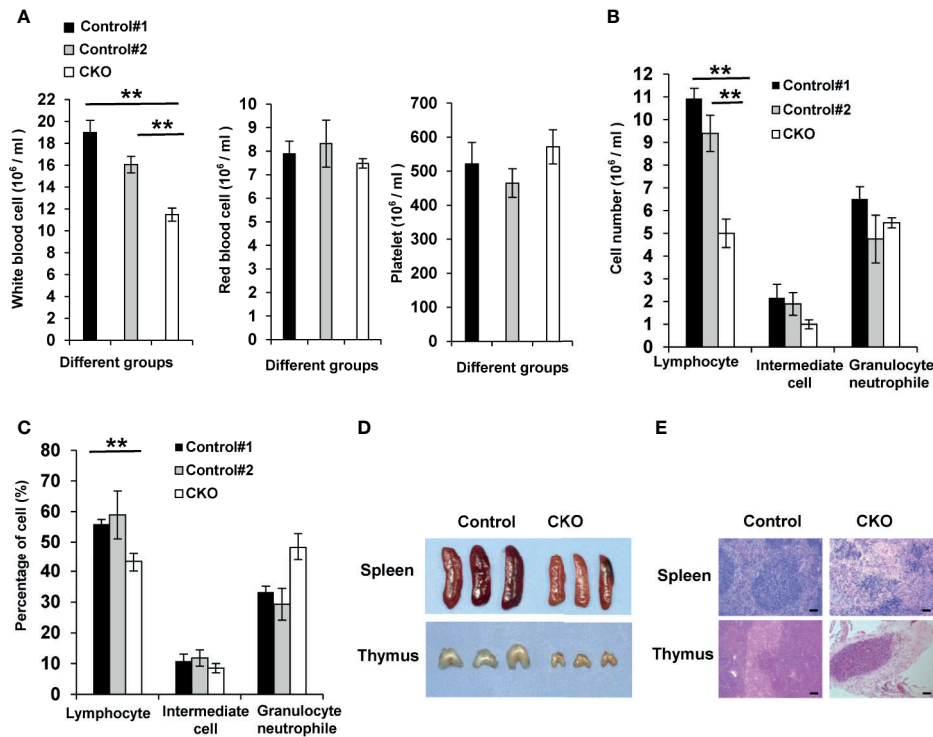 A
Control#1
Control#2
CKO
White blood cell (10⁶ / ml )
22
20
18
16
14
12
10
8
6
4
2
0
**
**
Different groups
Red blood cell (10⁶ / ml )
9
8
7
6
5
4
3
2
1
0
Different groups
Platelet (10⁶ / ml )
700
600
500
400
300
200
100
0
Different groups
B
Cell number (10⁶ / ml )
12
11
10
9
8
7
6
5
4
3
2
1
0
**
**
Control#1
Control#2
CKO
Lymphocyte
Intermediate
cell
Granulocyte
neutrophile
C
Percentage of cell (%)
80
70
60
50
40
30
20
10
0
**
Control#1
Control#2
CKO
Lymphocyte
Intermediate
cell
Granulocyte
neutrophile
D
Control CKO
Spleen
Thymus
E
Control CKO
Spleen
Thymus